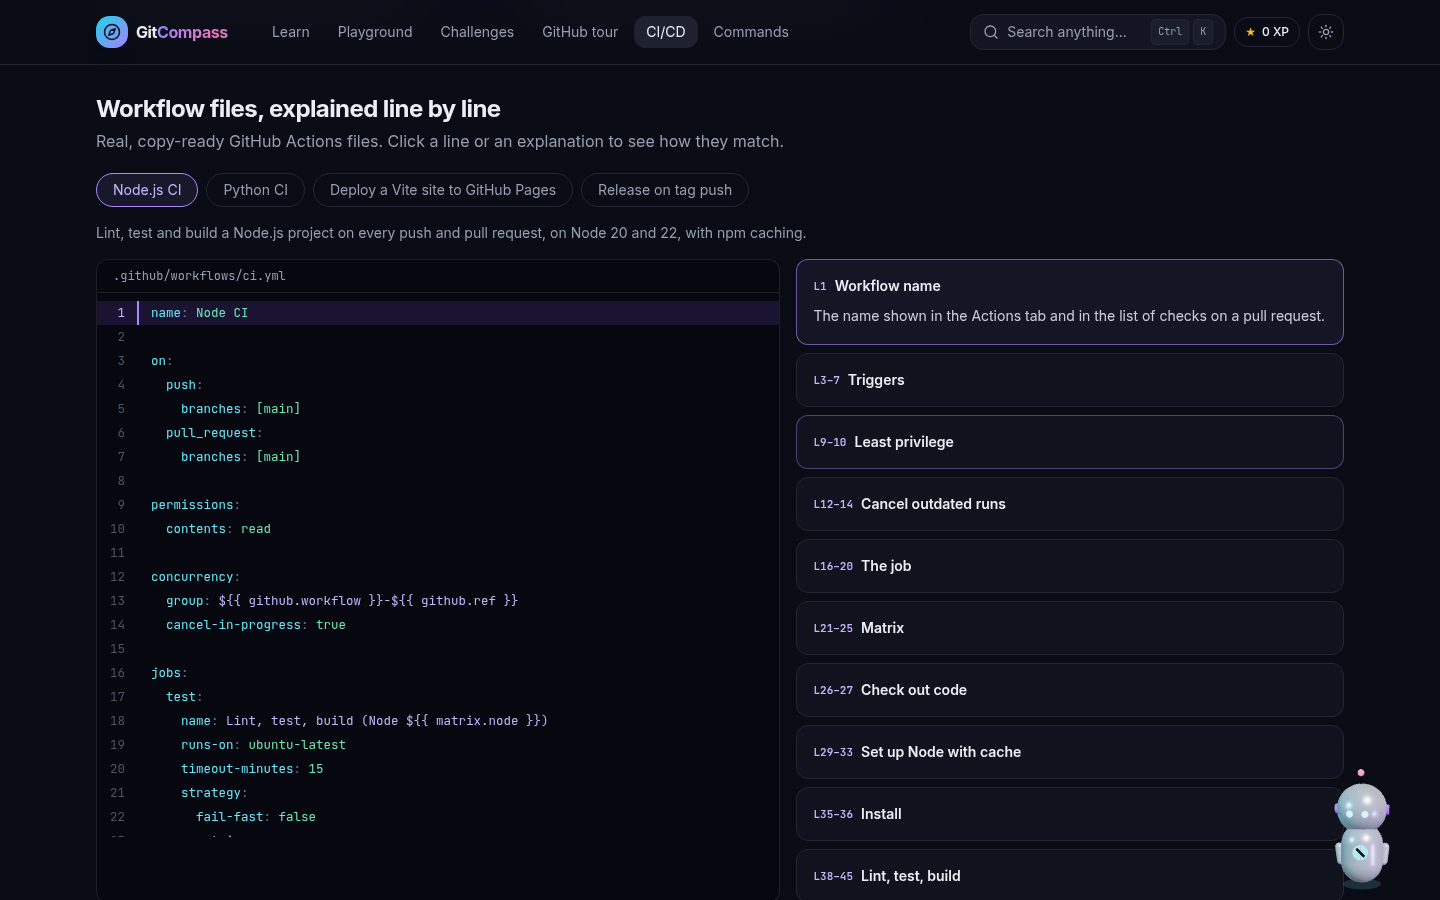 GitCompass
Learn
Playground
Challenges
GitHub tour
CI/CD
Commands
Search anything...
Ctrl
K
★ 0 XP
Workflow files, explained line by line
Real, copy-ready GitHub Actions files. Click a line or an explanation to see how they match.
Node.js CI
Python CI
Deploy a Vite site to GitHub Pages
Release on tag push
Lint, test and build a Node.js project on every push and pull request, on Node 20 and 22, with npm caching.
.github/workflows/ci.yml
1 name: Node CI
2
3 on:
4   push:
5     branches: [main]
6   pull_request:
7     branches: [main]
8
9 permissions:
10   contents: read
11
12 concurrency:
13   group: ${{ github.workflow }}-${{ github.ref }}
14   cancel-in-progress: true
15
16 jobs:
17   test:
18     name: Lint, test, build (Node ${{ matrix.node }})
19     runs-on: ubuntu-latest
20     timeout-minutes: 15
21     strategy:
22       fail-fast: false
L1 Workflow name
The name shown in the Actions tab and in the list of checks on a pull request.
L3–7 Triggers
L9–10 Least privilege
L12–14 Cancel outdated runs
L16–20 The job
L21–25 Matrix
L26–27 Check out code
L29–33 Set up Node with cache
L35–36 Install
L38–45 Lint, test, build